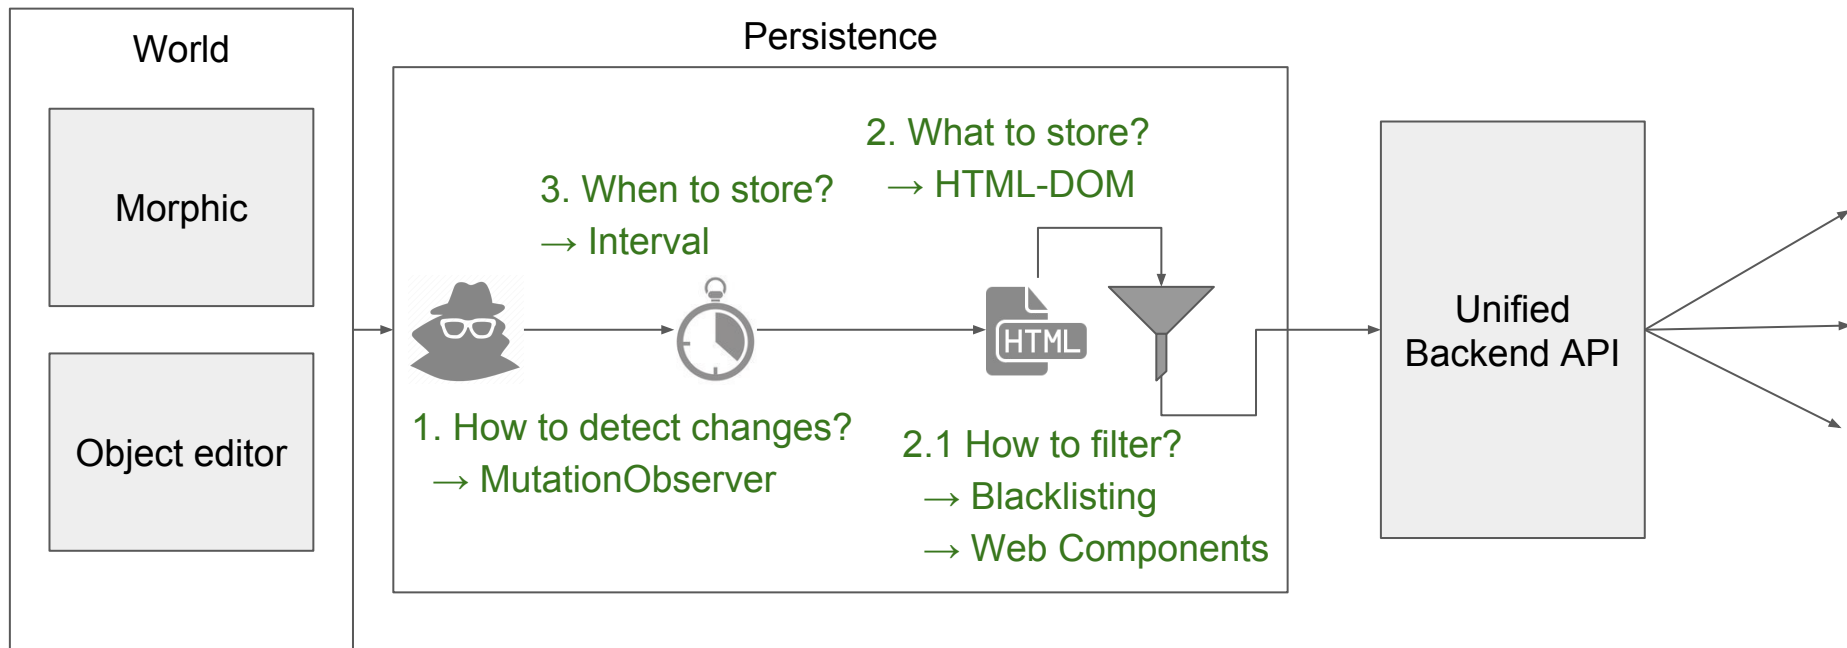 World
Morphic
Object editor
Persistence
3. When to store?
→ Interval
2. What to store?
→ HTML-DOM
HTML
1. How to detect changes?
→ MutationObserver
2.1 How to filter?
→ Blacklisting
→ Web Components
Unified
Backend API